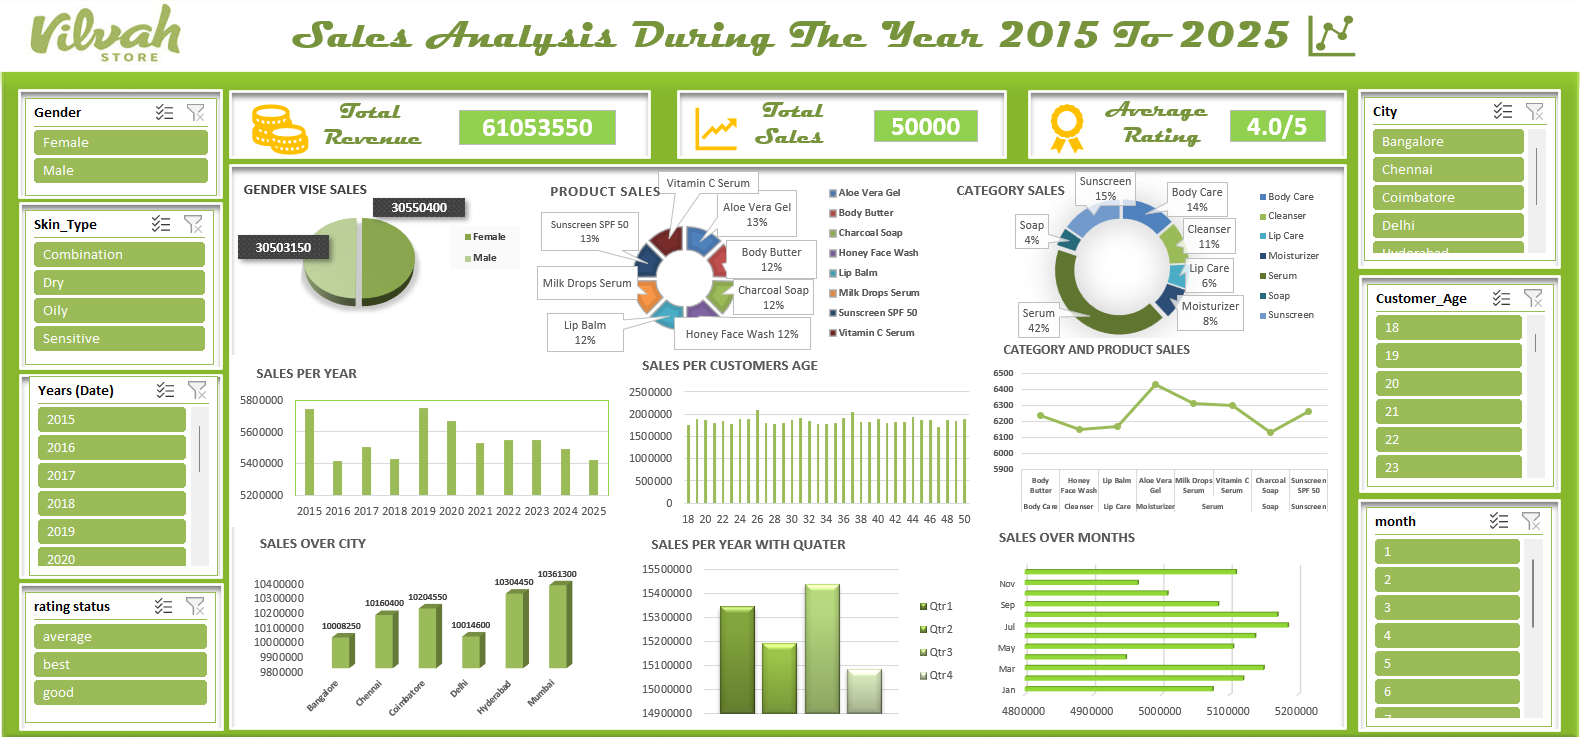 Vilvah
STORE
Sales Analysis During The Year 2015 To 2025
Gender
Female
Male
Skin_Type
Combination
Dry
Oily
Sensitive
Years (Date)
2015
2016
2017
2018
2019
2020
rating status
average
best
good
Total
Revenue
61053550
Total
Sales
50000
Average
Rating
4.0/5
GENDER VISE SALES
30550400
30503150
Female
Male
PRODUCT SALES
Vitamin C Serum
Aloe Vera Gel
13%
Sunscreen SPF 50
13%
Body Butter
12%
Milk Drops Serum
Charcoal Soap
12%
Lip Balm
12%
Honey Face Wash 12%
Aloe Vera Gel
Body Butter
Charcoal Soap
Honey Face Wash
Lip Balm
Milk Drops Serum
Sunscreen SPF 50
Vitamin C Serum
CATEGORY SALES
Sunscreen
15%
Body Care
14%
Soap
4%
Cleanser
11%
Lip Care
6%
Serum
42%
Moisturizer
8%
Body Care
Cleanser
Lip Care
Moisturizer
Serum
Soap
Sunscreen
SALES PER YEAR
5800000
5600000
5400000
5200000
2015 2016 2017 2018 2019 2020 2021 2022 2023 2024 2025
SALES PER CUSTOMERS AGE
2500000
2000000
1500000
1000000
500000
0
18 20 22 24 26 28 30 32 34 36 38 40 42 44 46 48 50
CATEGORY AND PRODUCT SALES
6500
6400
6300
6200
6100
6000
5900
Body Butter
Honey Face Wash
Lip Balm
Aloe Vera Gel
Milk Drops Serum
Vitamin C Serum
Charcoal Soap
Sunscreen SPF 50
Body Care Cleanser Lip Care Moisturizer Serum Soap Sunscreen
SALES OVER CITY
10400000
10300000
10200000
10100000
10000000
9900000
9800000
10008250
10160400
10204550
10014600
10304450
10361300
Bangalore
Chennai
Coimbatore
Delhi
Hyderabad
Mumbai
SALES PER YEAR WITH QUATER
15500000
15400000
15300000
15200000
15100000
15000000
14900000
Qtr1
Qtr2
Qtr3
Qtr4
SALES OVER MONTHS
Nov
Sep
Jul
May
Mar
Jan
4800000 4900000 5000000 5100000 5200000
City
Bangalore
Chennai
Coimbatore
Delhi
Hyderabad
Customer_Age
18
19
20
21
22
23
month
1
2
3
4
5
6
7